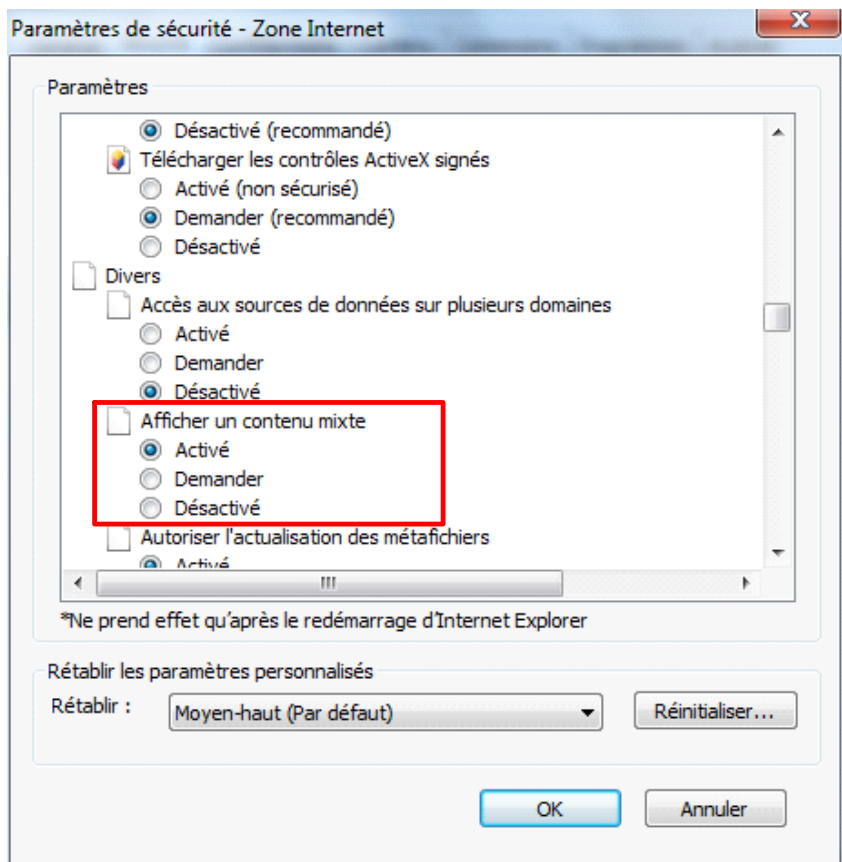 Paramètres de sécurité - Zone Internet
Paramètres
Désactivé (recommandé)
Télécharger les contrôles ActiveX signés
Activé (non sécurisé)
Demander (recommandé)
Désactivé
Divers
Accès aux sources de données sur plusieurs domaines
Activé
Demander
Désactivé
Afficher un contenu mixte
Activé
Demander
Désactivé
Autoriser l'actualisation des métafichiers
Activé
*Ne prend effet qu'après le redémarrage d'Internet Explorer
Rétablir les paramètres personnalisés
Rétablir : Moyen-haut (Par défaut) Réinitialiser...
OK Annuler